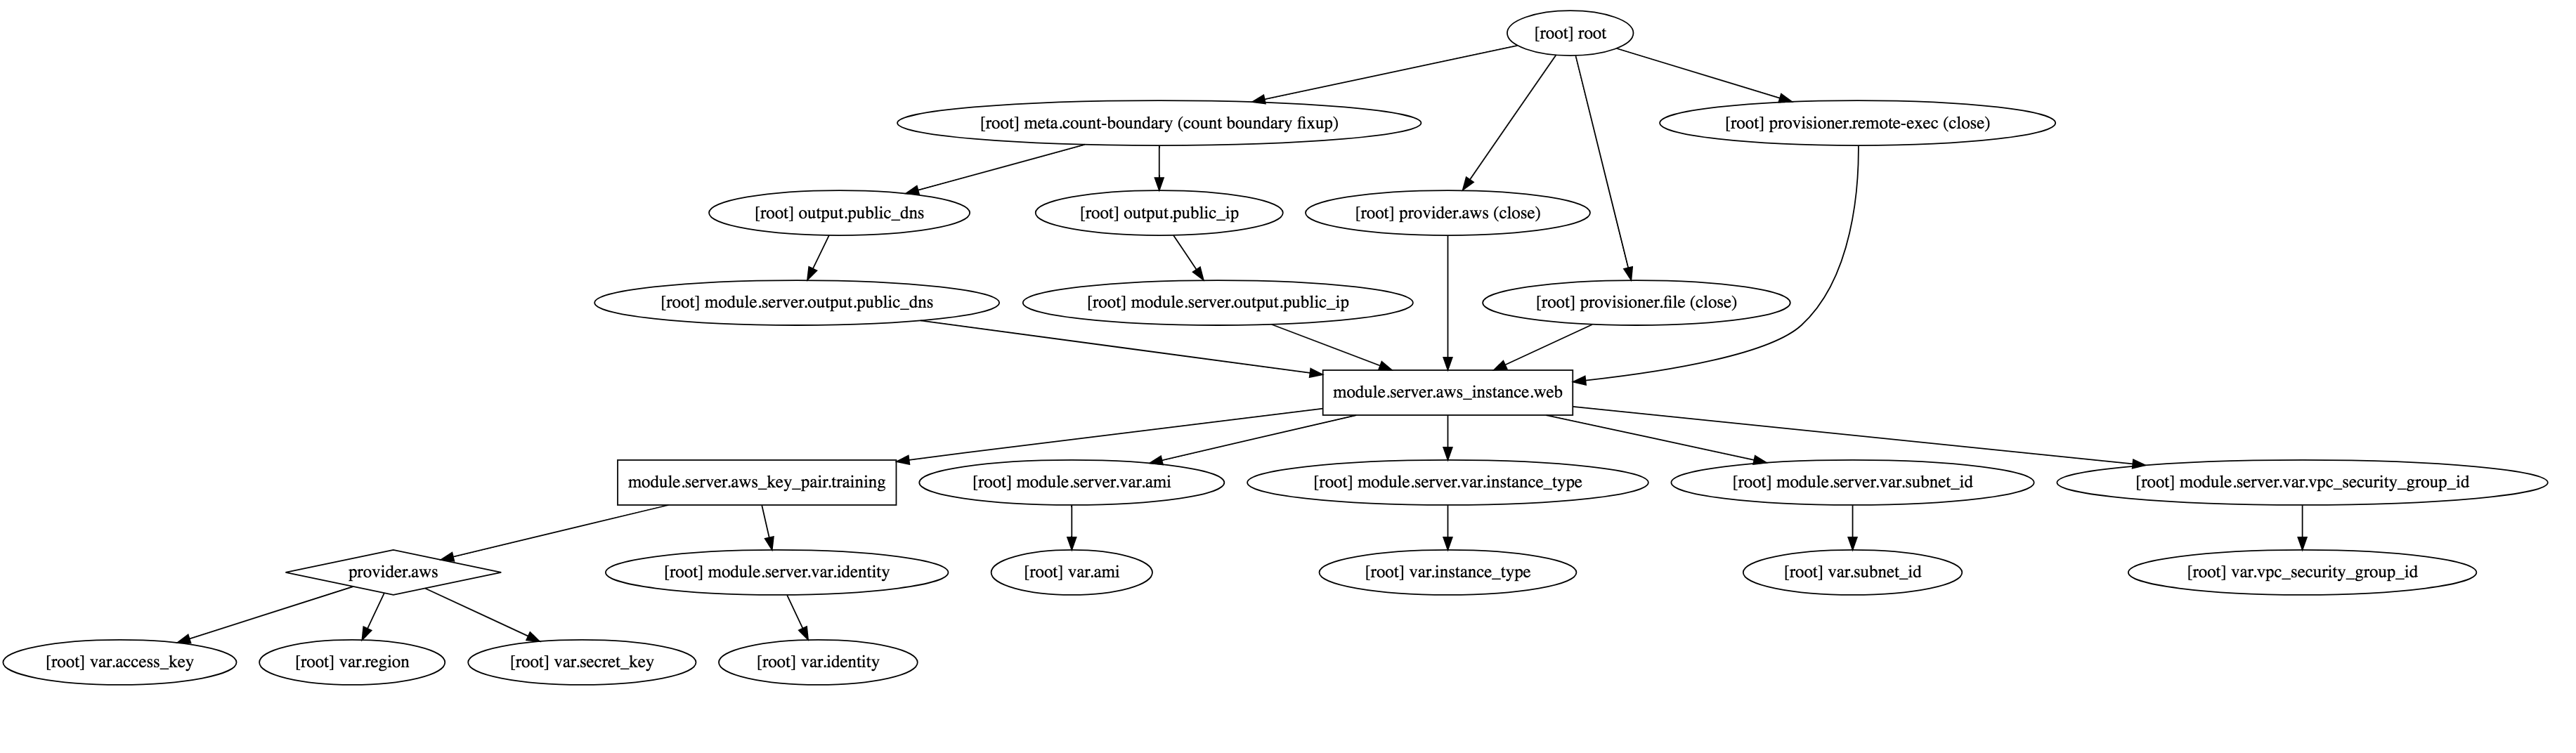 [root] root
[root] meta.count-boundary (count boundary fixup)
[root] provisioner.remote-exec (close)
[root] output.public_dns
[root] output.public_ip
[root] provider.aws (close)
[root] module.server.output.public_dns
[root] module.server.output.public_ip
[root] provisioner.file (close)
module.server.aws_instance.web
module.server.aws_key_pair.training
[root] module.server.var.ami
[root] module.server.var.instance_type
[root] module.server.var.subnet_id
[root] module.server.var.vpc_security_group_id
provider.aws
[root] module.server.var.identity
[root] var.ami
[root] var.instance_type
[root] var.subnet_id
[root] var.vpc_security_group_id
[root] var.access_key
[root] var.region
[root] var.secret_key
[root] var.identity